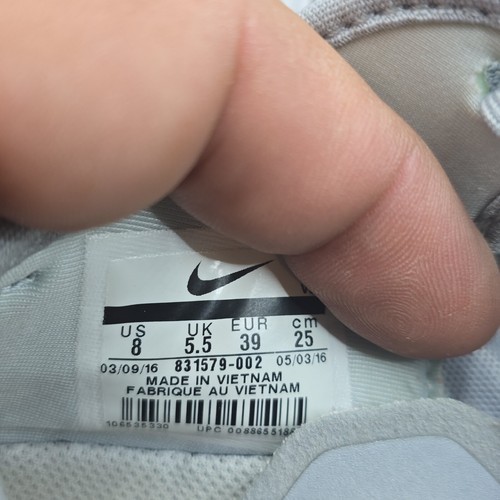 US UK EUR cm
8 5.5 39 25
03/09/16 831579-002 05/03/16
MADE IN VIETNAM
FABRIQUE AU VIETNAM
UPC